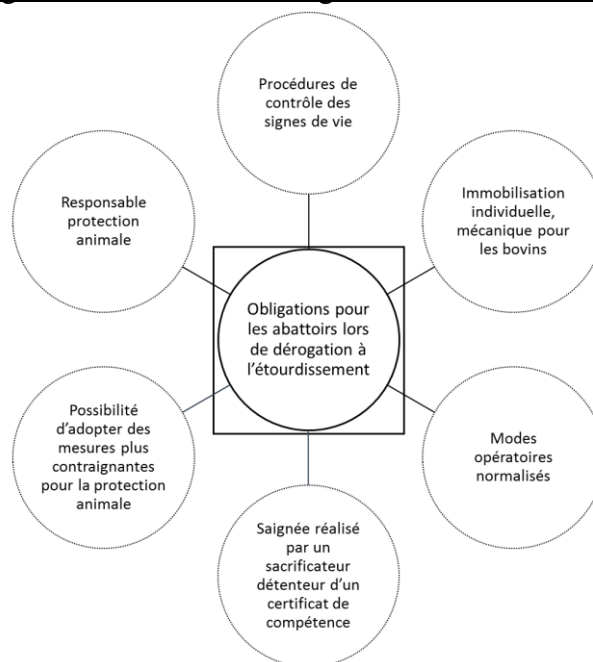 Procédures de
contrôle des
signes de vie
Responsable
protection
animale
Immobilisation
individuelle,
mécanique pour
les bovins
Obligations pour
les abattoirs lors
de dérogation à
l'étourdissement
Possibilité
d'adopter des
mesures plus
contraignantes
pour la protection
animale
Modes
opératoires
normalisés
Saignée réalisé
par un
sacrificateur
détenteur d'un
certificat de
compétence